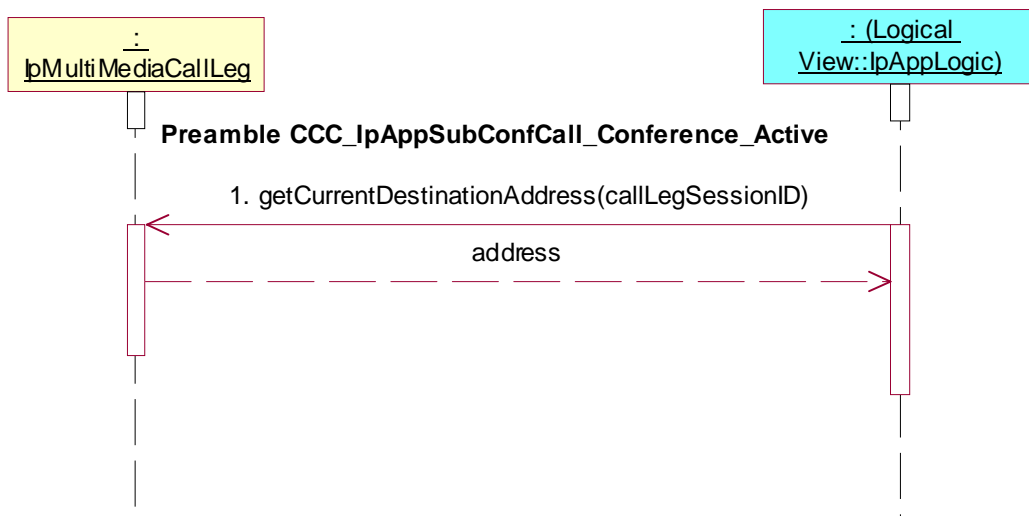 :
IpMultiMediaCallLeg
: (Logical
View::IpAppLogic)
Preamble CCC_IpAppSubConfCall_Conference_Active
1. getCurrentDestinationAddress(callLegSessionID)
address